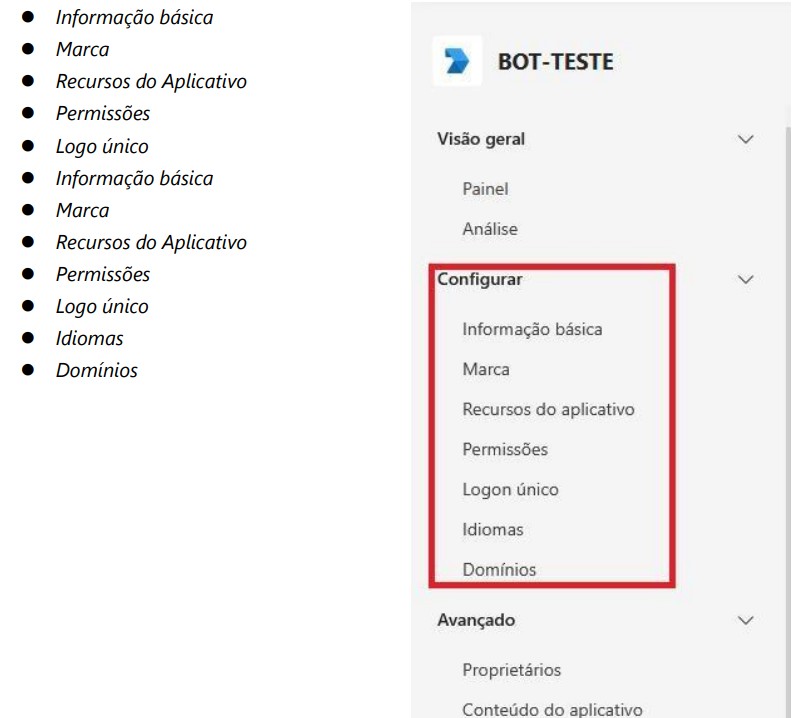 Informação básica
Marca
Recursos do Aplicativo
Permissões
Logo único
Informação básica
Marca
Recursos do Aplicativo
Permissões
Logo único
Idiomas
Domínios
BOT-TESTE
Visão geral
Painel
Análise
Configurar
Informação básica
Marca
Recursos do aplicativo
Permissões
Logon único
Idiomas
Domínios
Avançado
Proprietários
Conteúdo do aplicativo